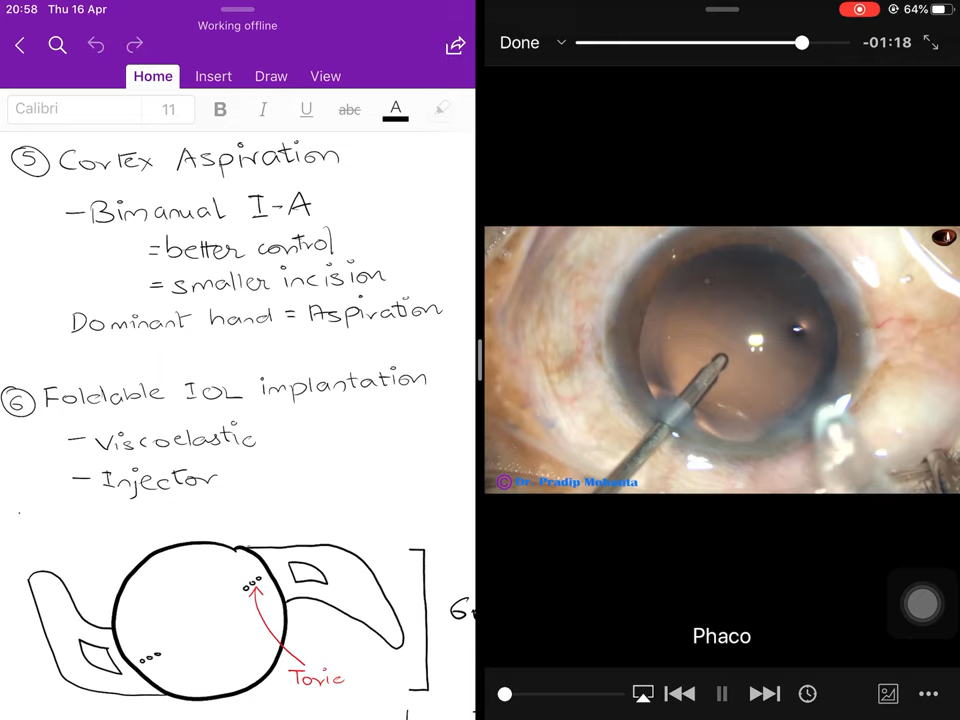 20:58 Thu 16 Apr
Working offline
Home Insert Draw View
Calibri 11 B I U abc A
⑤ Cortex Aspiration
- Bimanual I-A
= better control
= smaller incision
Dominant hand = Aspiration
⑥ Foldable IOL implantation
- Viscoelastic
- Injector
Toric
64%
Done -01:18
© Dr. Pradip Mohanta
Phaco